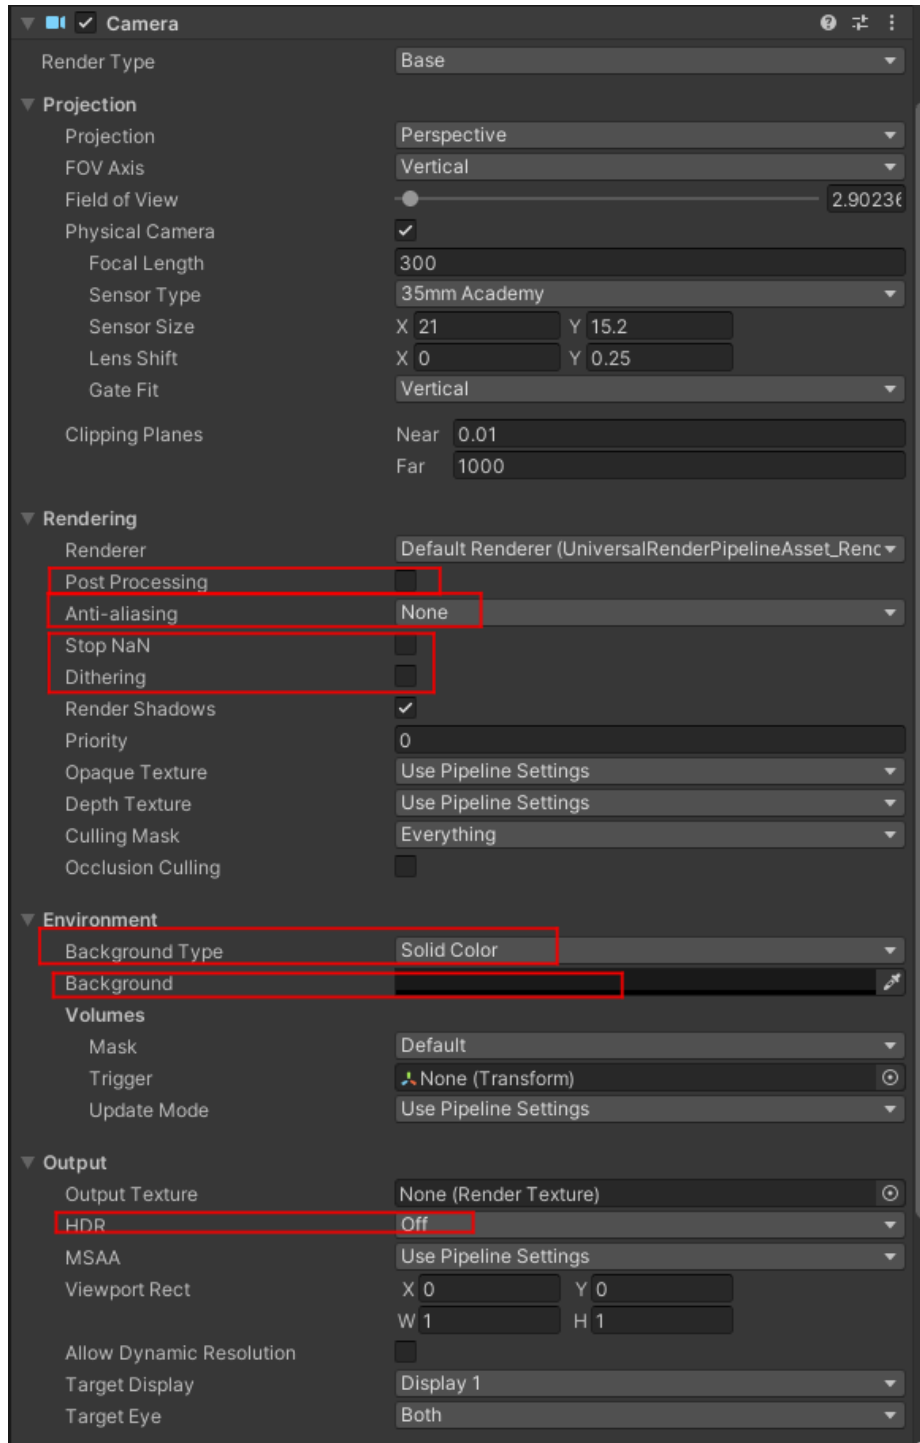 Camera
Render Type Base
Projection
Projection Perspective
FOV Axis Vertical
Field of View 2.90236
Physical Camera
Focal Length 300
Sensor Type 35mm Academy
Sensor Size X 21 Y 15.2
Lens Shift X 0 Y 0.25
Gate Fit Vertical
Clipping Planes Near 0.01
Far 1000
Rendering
Renderer Default Renderer (UniversalRenderPipelineAsset_Renc
Post Processing
Anti-aliasing None
Stop NaN
Dithering
Render Shadows
Priority 0
Opaque Texture Use Pipeline Settings
Depth Texture Use Pipeline Settings
Culling Mask Everything
Occlusion Culling
Environment
Background Type Solid Color
Background
Volumes
Mask Default
Trigger None (Transform)
Update Mode Use Pipeline Settings
Output
Output Texture None (Render Texture)
HDR Off
MSAA Use Pipeline Settings
Viewport Rect X 0 Y 0
W 1 H 1
Allow Dynamic Resolution
Target Display Display 1
Target Eye Both